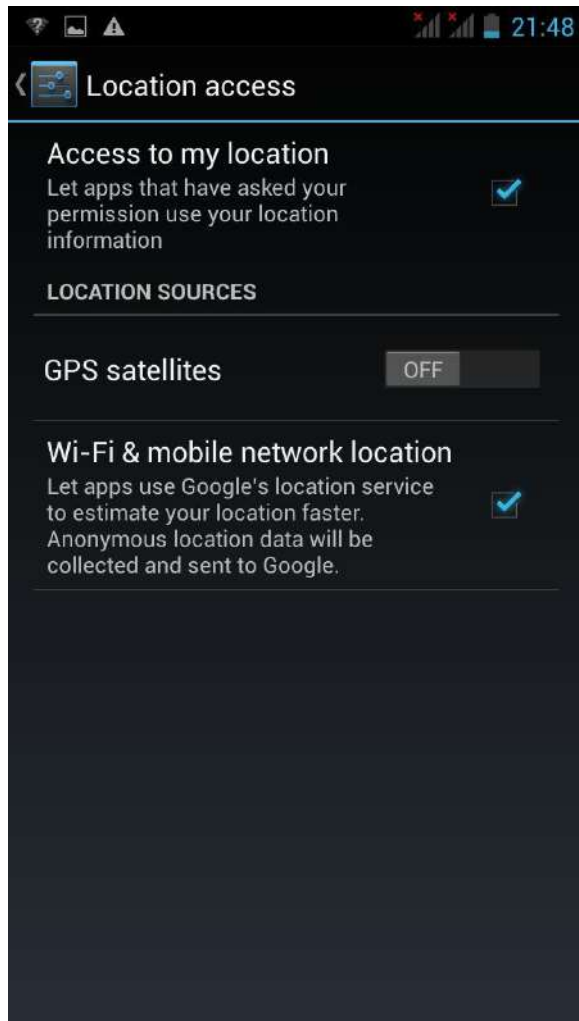 21:48
Location access
Access to my location
Let apps that have asked your
permission use your location
information
LOCATION SOURCES
GPS satellites
OFF
Wi-Fi & mobile network location
Let apps use Google's location service
to estimate your location faster.
Anonymous location data will be
collected and sent to Google.